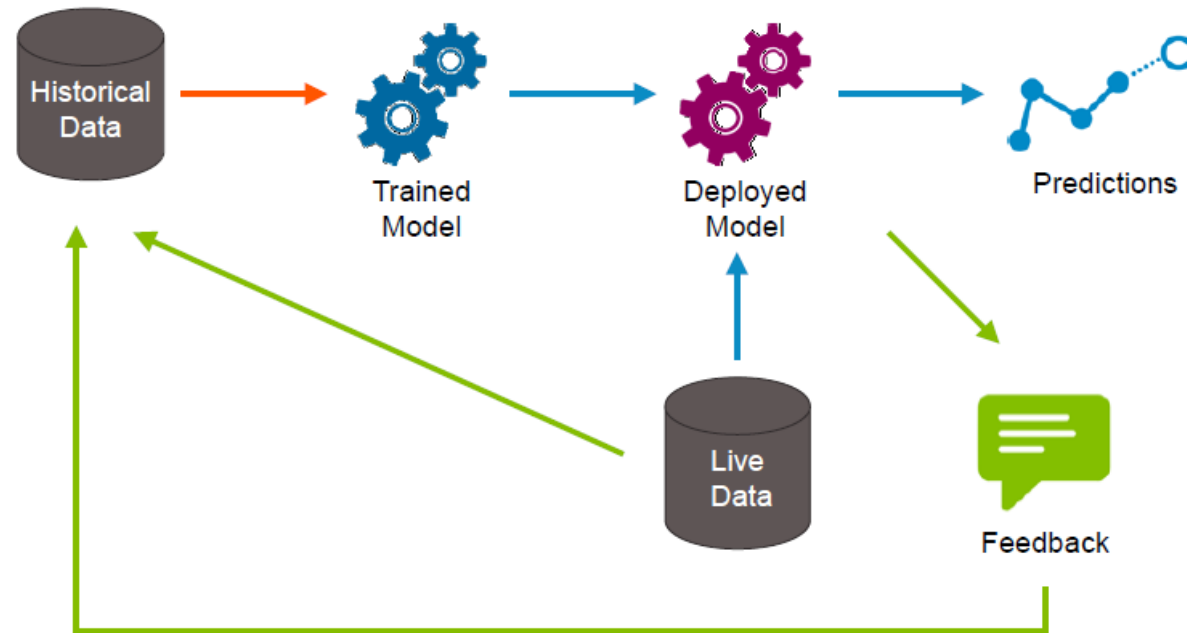 Historical
Data
Trained
Model
Deployed
Model
Predictions
Live
Data
Feedback